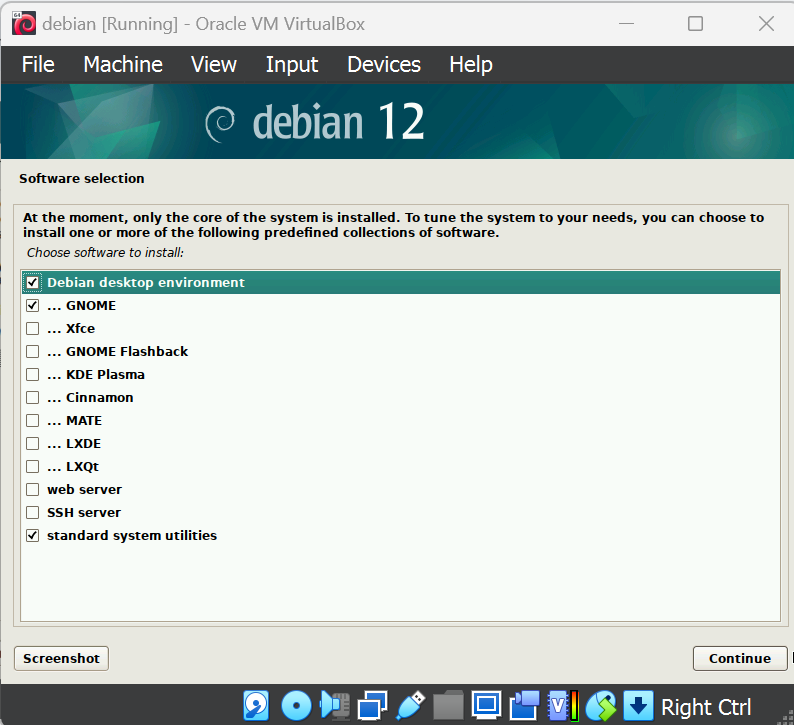 debian [Running] - Oracle VM VirtualBox
File Machine View Input Devices Help
debian 12
Software selection
At the moment, only the core of the system is installed. To tune the system to your needs, you can choose to
install one or more of the following predefined collections of software.
Choose software to install:
Debian desktop environment
... GNOME
... Xfce
... GNOME Flashback
... KDE Plasma
... Cinnamon
... MATE
... LXDE
... LXQt
web server
SSH server
standard system utilities
Screenshot
Continue
Right Ctrl